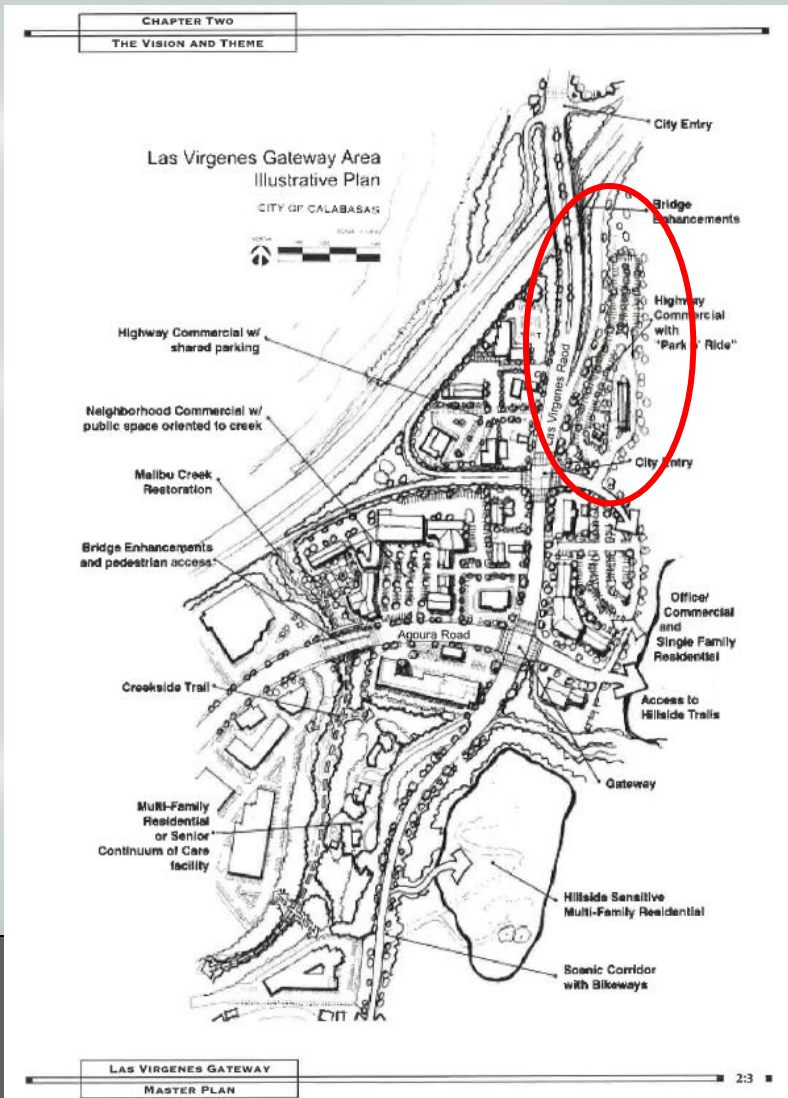 CHAPTER TWO
THE VISION AND THEME
Las Virgenes Gateway Area
Illustrative Plan
CITY OF CALABASAS
NORTH
City Entry
Bridge
Enhancements
Highway Commercial w/
shared parking
Highway
Commercial
with
"Park n' Ride"
Las Virgenes Raod
Neighborhood Commercial w/
public space oriented to creek
City Entry
Malibu Creek
Restoration
Bridge Enhancements
and pedestrian access
Office/
Commercial
and
Single Family
Residential
Agoura Road
Creekside Trail
Access to
Hillside Trails
Gateway
Multi-Family
Residential
or Senior
Continuum of Care
facility
Hillside Sensitive
Multi-Family Residential
Scenic Corridor
with Bikeways
LAS VIRGENES GATEWAY
MASTER PLAN
2:3